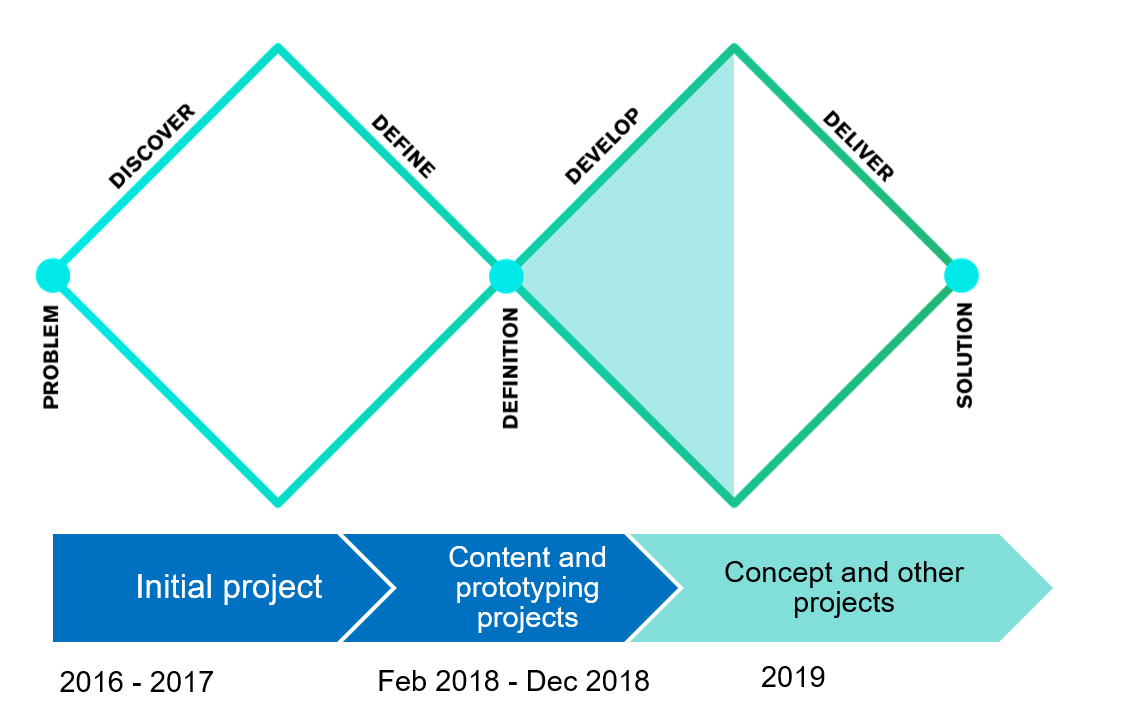 DISCOVER
DEFINE
DEVELOP
DELIVER
PROBLEM
DEFINITION
SOLUTION
Initial project
Content and
prototyping
projects
Concept and other
projects
2016 - 2017
Feb 2018 - Dec 2018
2019